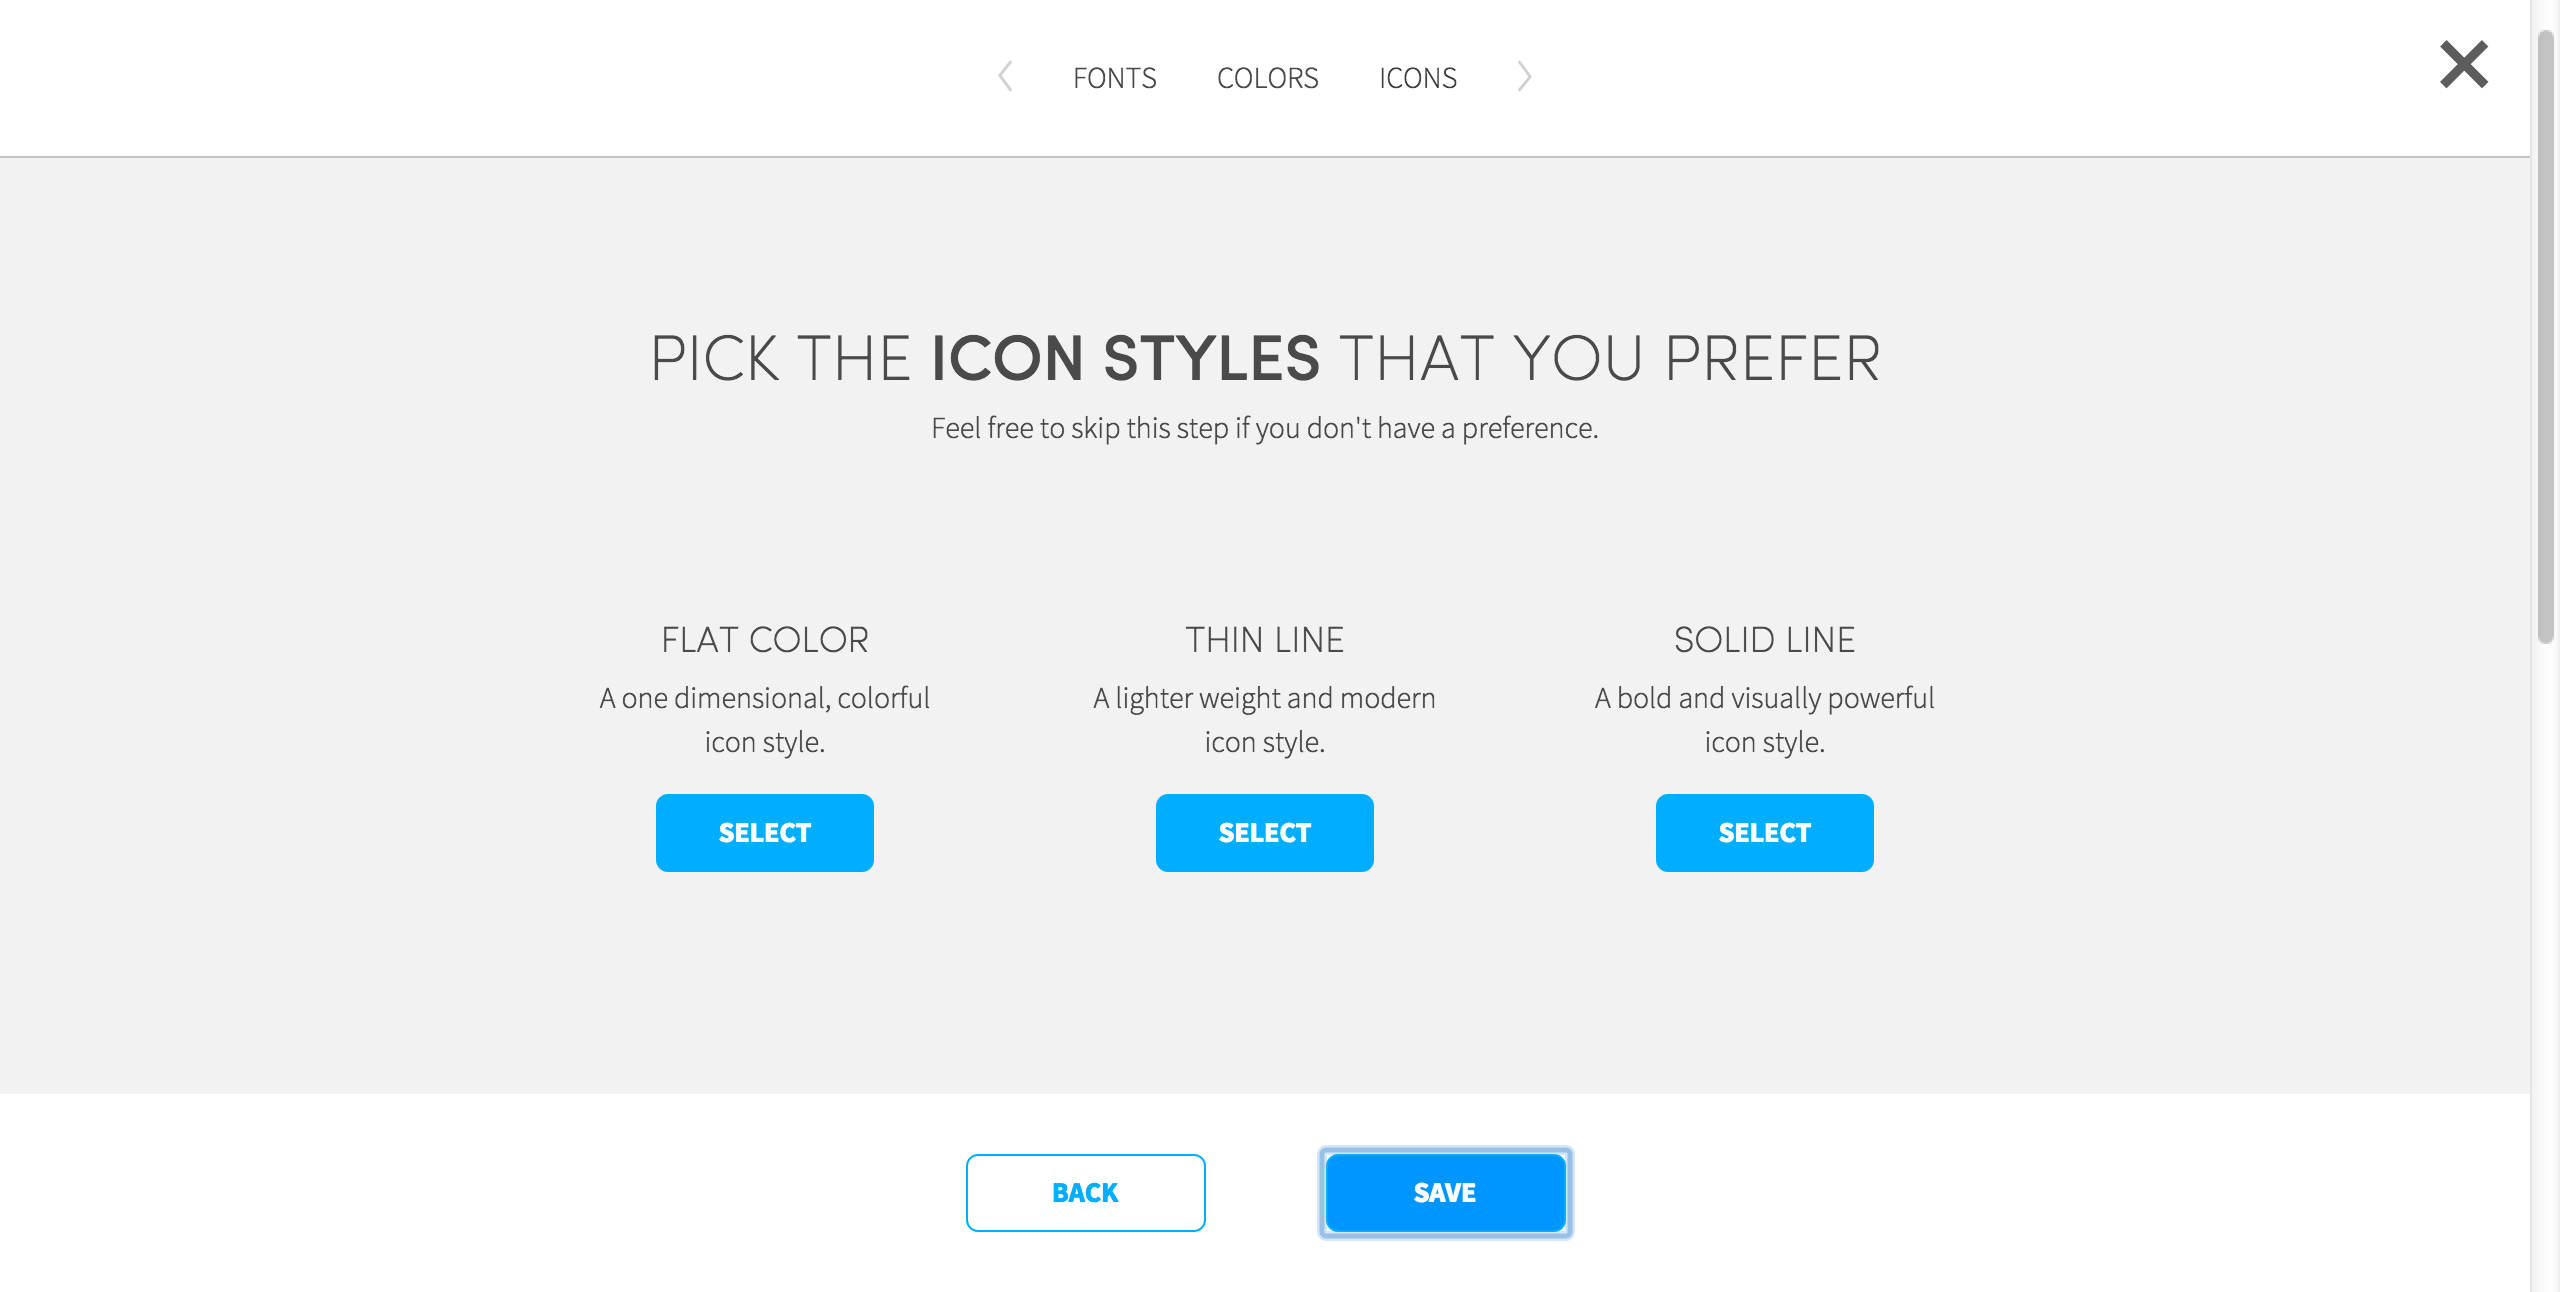 FONTS COLORS ICONS
PICK THE ICON STYLES THAT YOU PREFER
Feel free to skip this step if you don't have a preference.
FLAT COLOR
A one dimensional, colorful
icon style.
SELECT
THIN LINE
A lighter weight and modern
icon style.
SELECT
SOLID LINE
A bold and visually powerful
icon style.
SELECT
BACK
SAVE